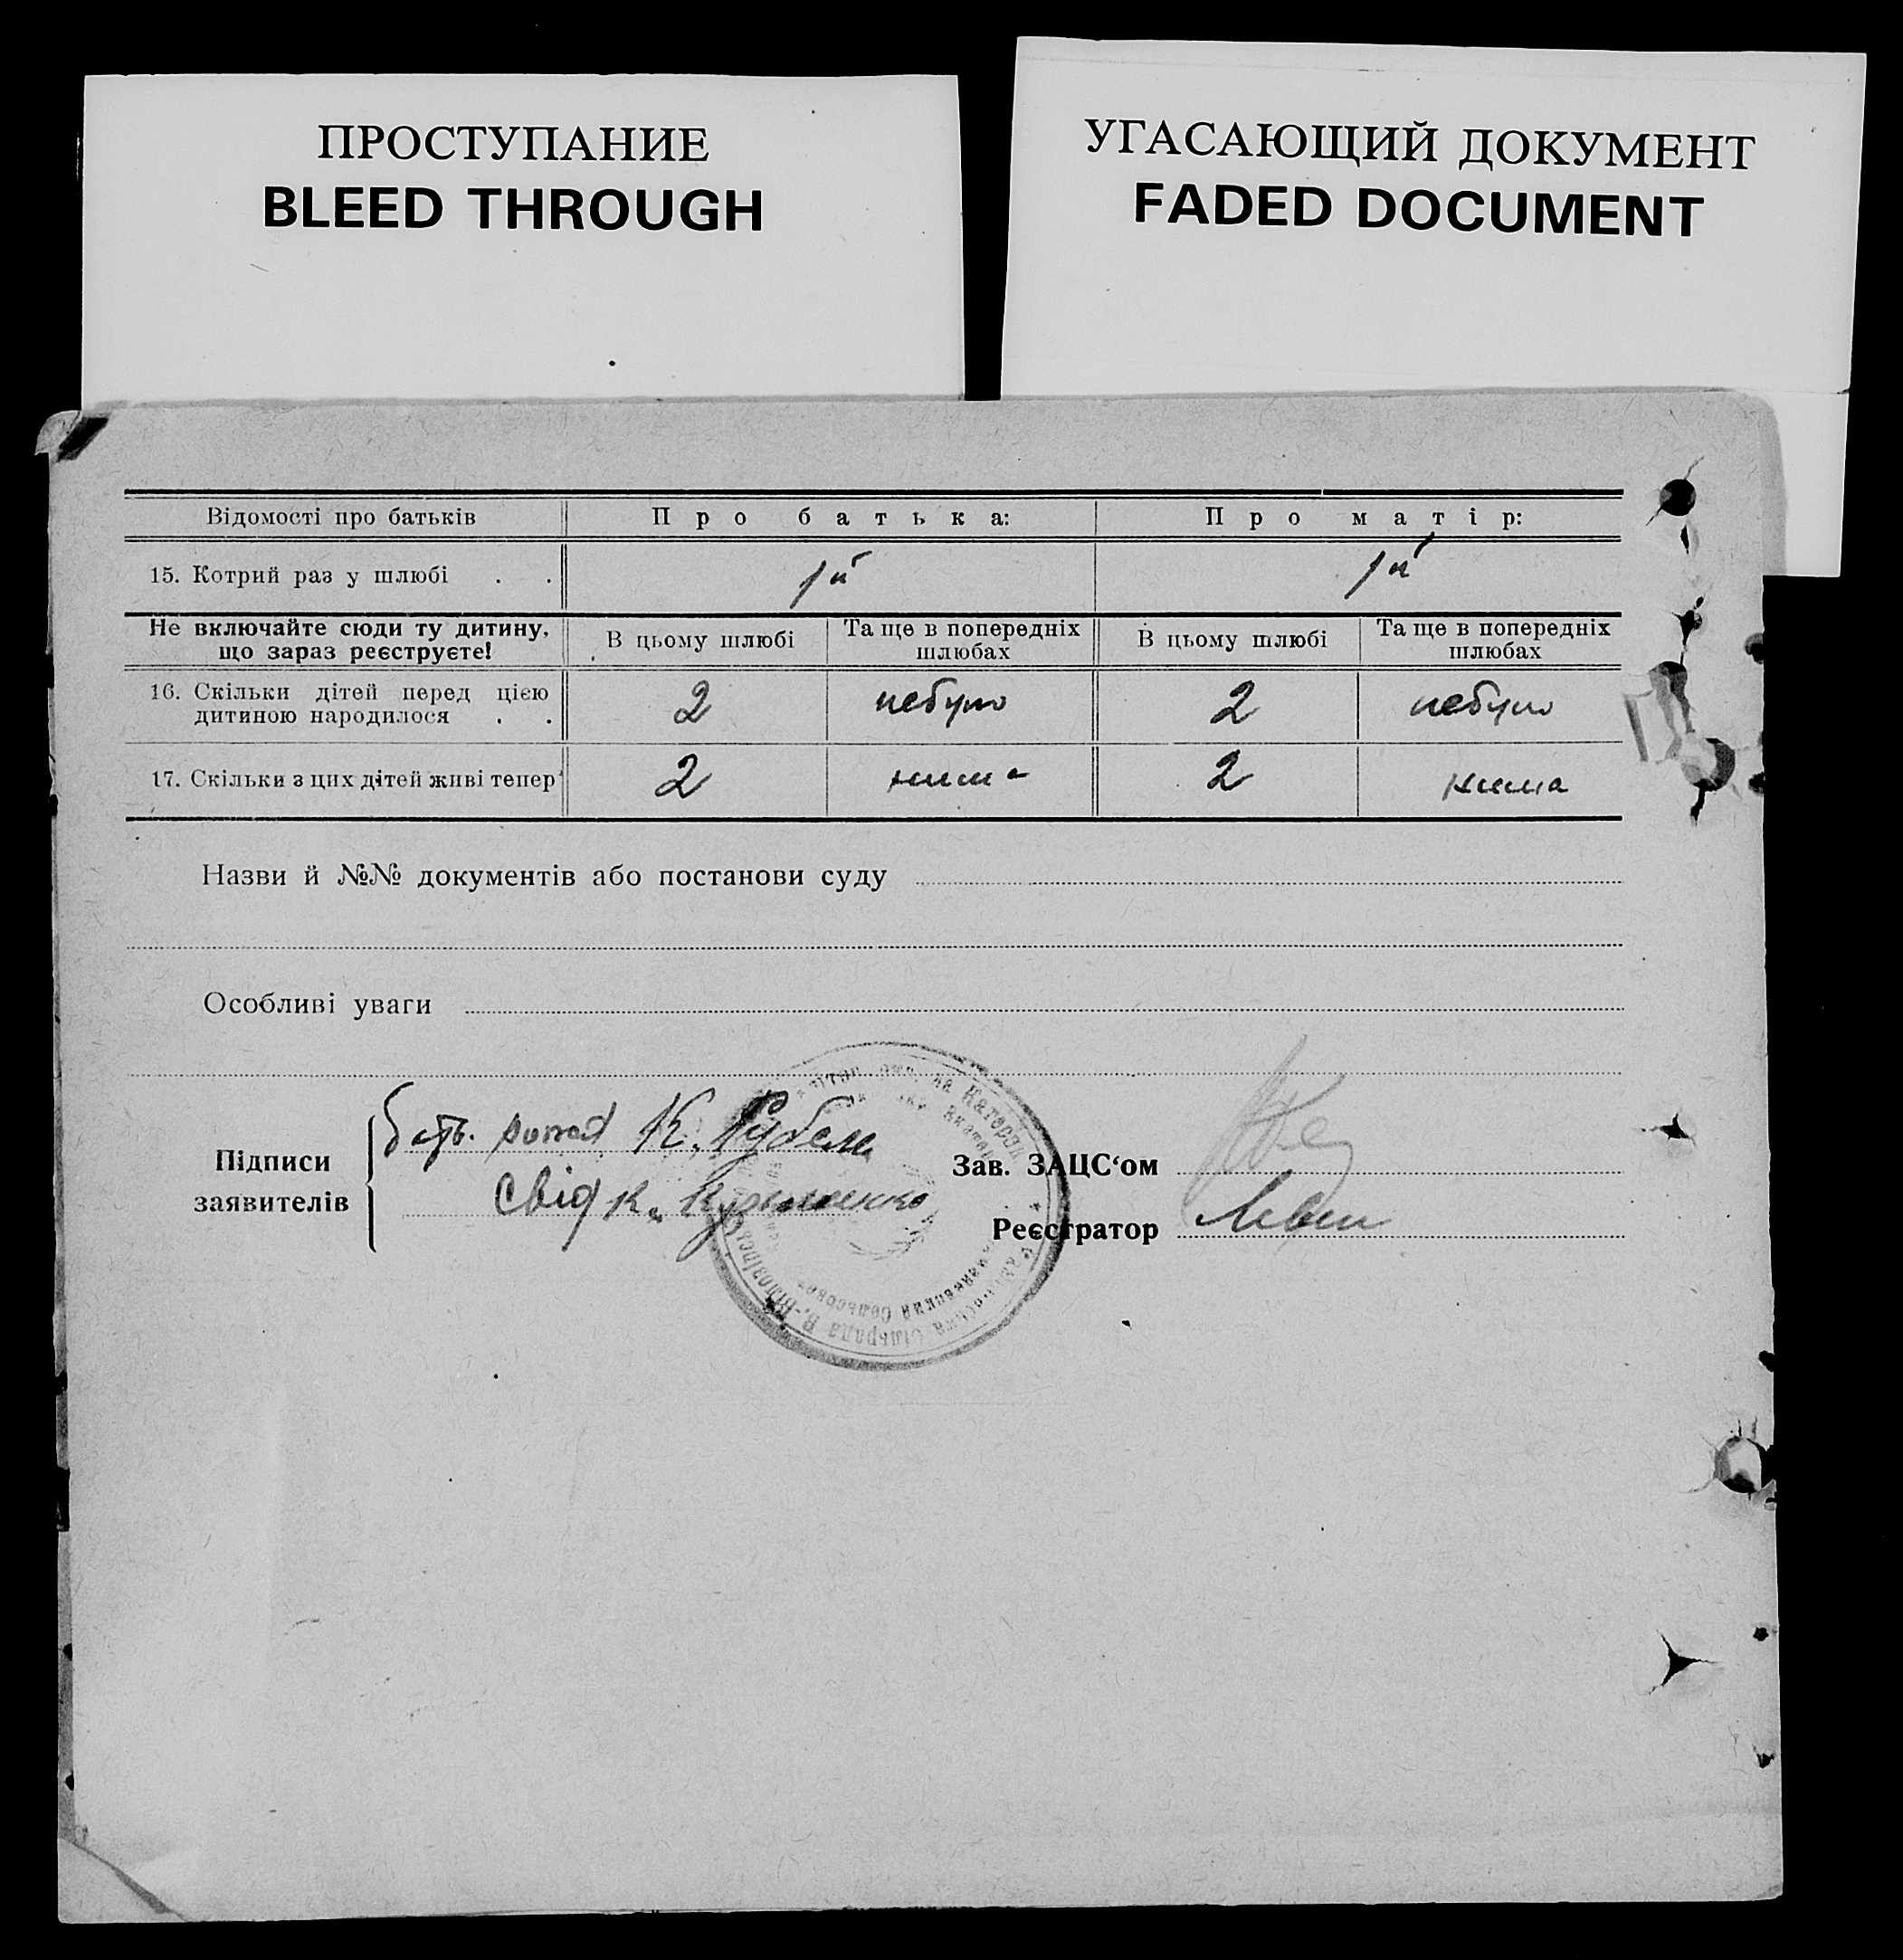 ПРОСТУПАНИЕ
BLEED THROUGH
УГАСАЮЩИЙ ДОКУМЕНТ
FADED DOCUMENT
Відомості про батьків Про батька: Про матір:
15. Котрий раз у шлюбі . . 1й 1й
Не включайте сюди ту дитину, що зараз реєструєте! В цьому шлюбі Та ще в попередніх шлюбах В цьому шлюбі Та ще в попередніх шлюбах
16. Скільки дітей перед цією
дитиною народилося . . 2 небуло 2 небуло
17. Скільки з цих дітей живі тепер 2 нима 2 нима
Назви й №№ документів або постанови суду
Особливі уваги
Підписи заявителів
К.
свід К.
Зав. ЗАЦС‘ом
Реєстратор